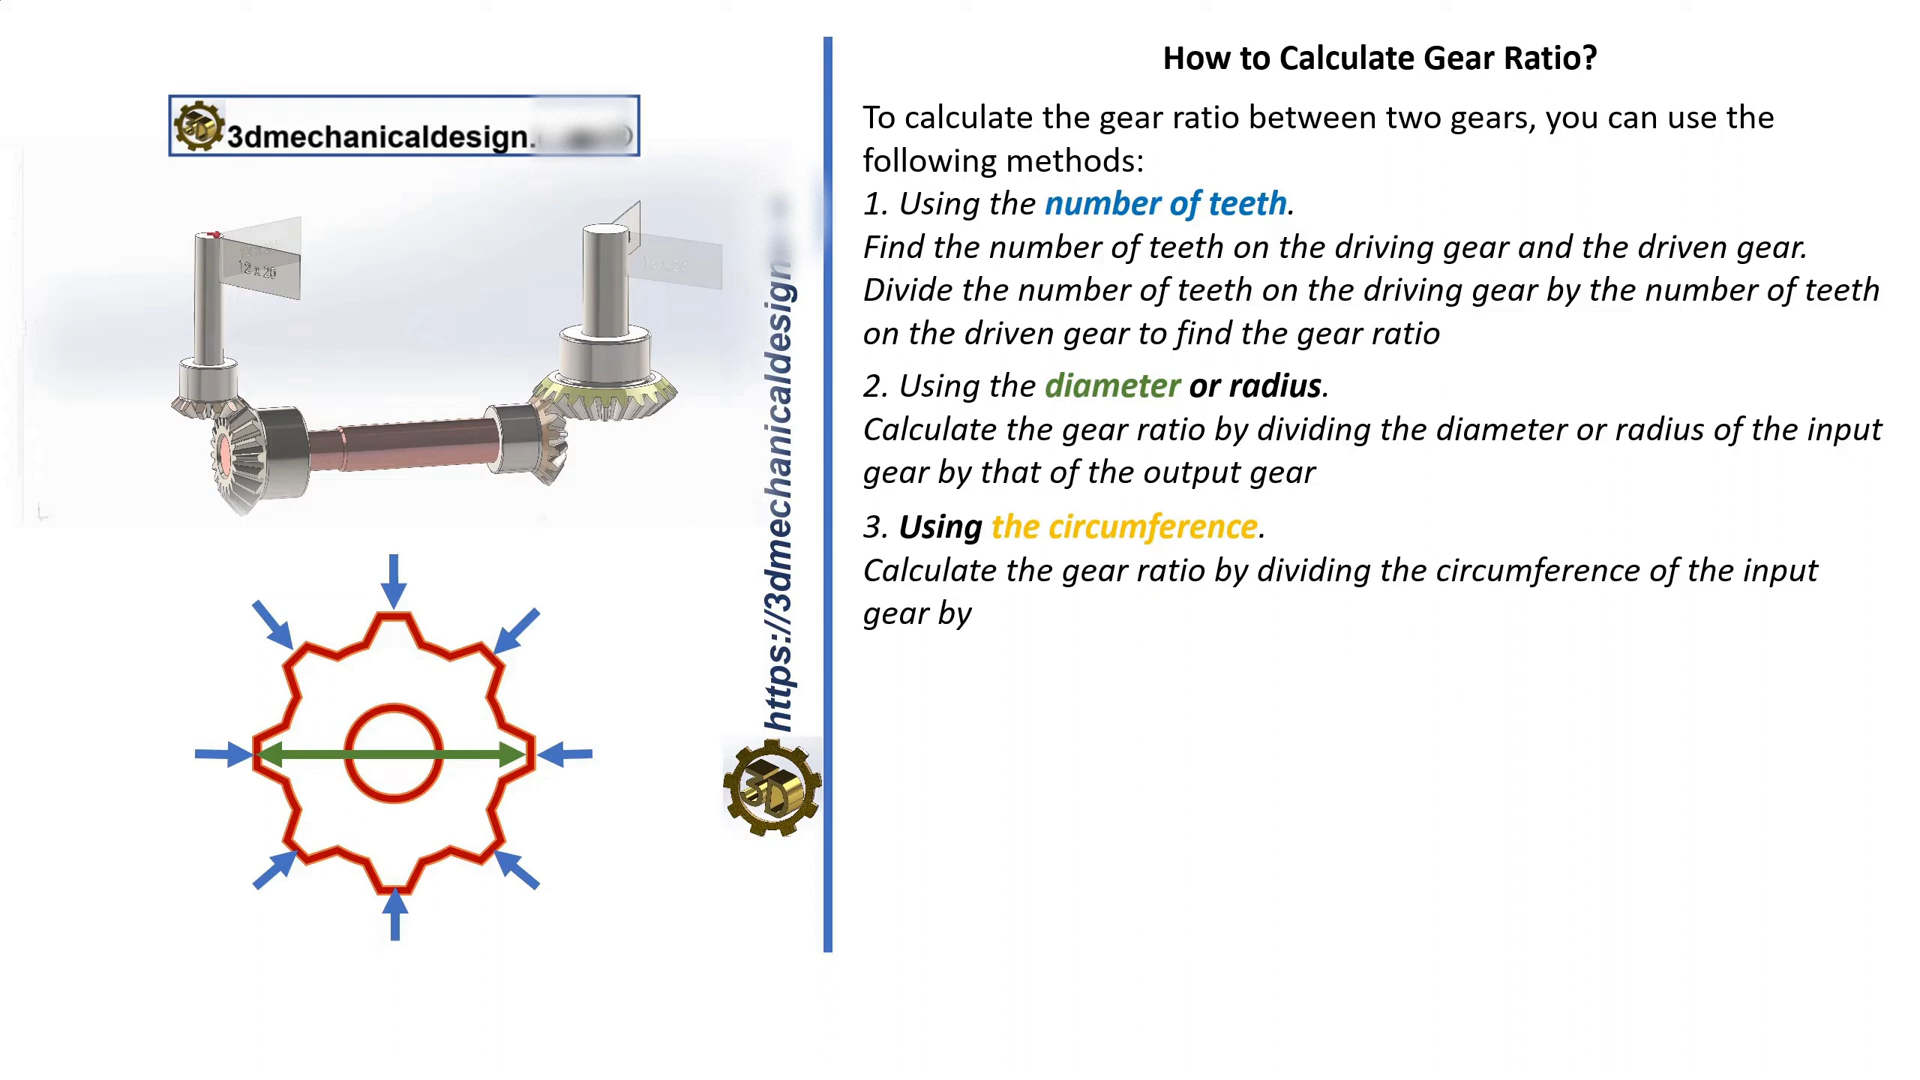 3dmechanicaldesign.
12 x 20
https://3dmechanicaldesign
3D
How to Calculate Gear Ratio?
To calculate the gear ratio between two gears, you can use the
following methods:
1. Using the number of teeth.
Find the number of teeth on the driving gear and the driven gear.
Divide the number of teeth on the driving gear by the number of teeth
on the driven gear to find the gear ratio
2. Using the diameter or radius.
Calculate the gear ratio by dividing the diameter or radius of the input
gear by that of the output gear
3. Using the circumference.
Calculate the gear ratio by dividing the circumference of the input
gear by